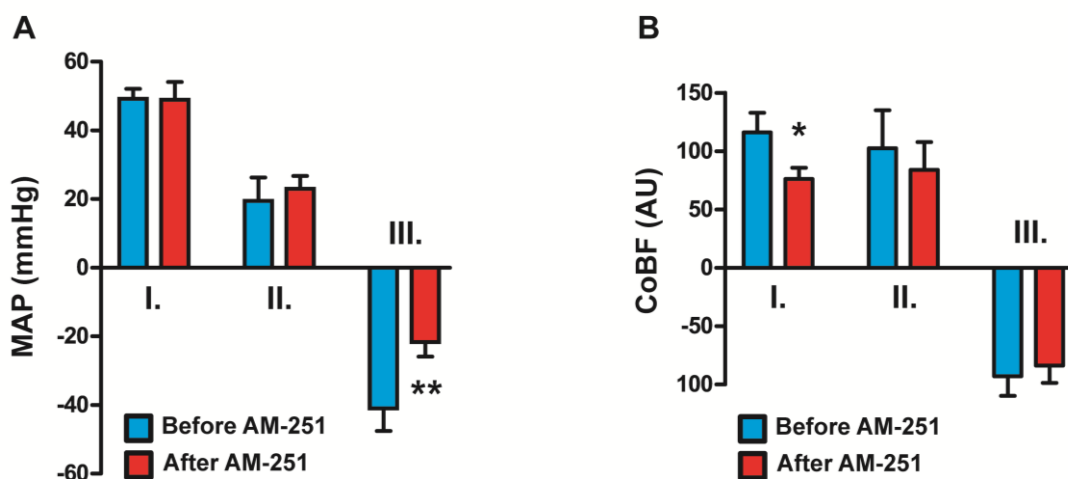 A
MAP (mmHg)
60
40
20
0
-20
-40
-60
I.
II.
III.
**
Before AM-251
After AM-251
B
CoBF (AU)
150
100
50
0
-50
100
*
I.
II.
III.
Before AM-251
After AM-251